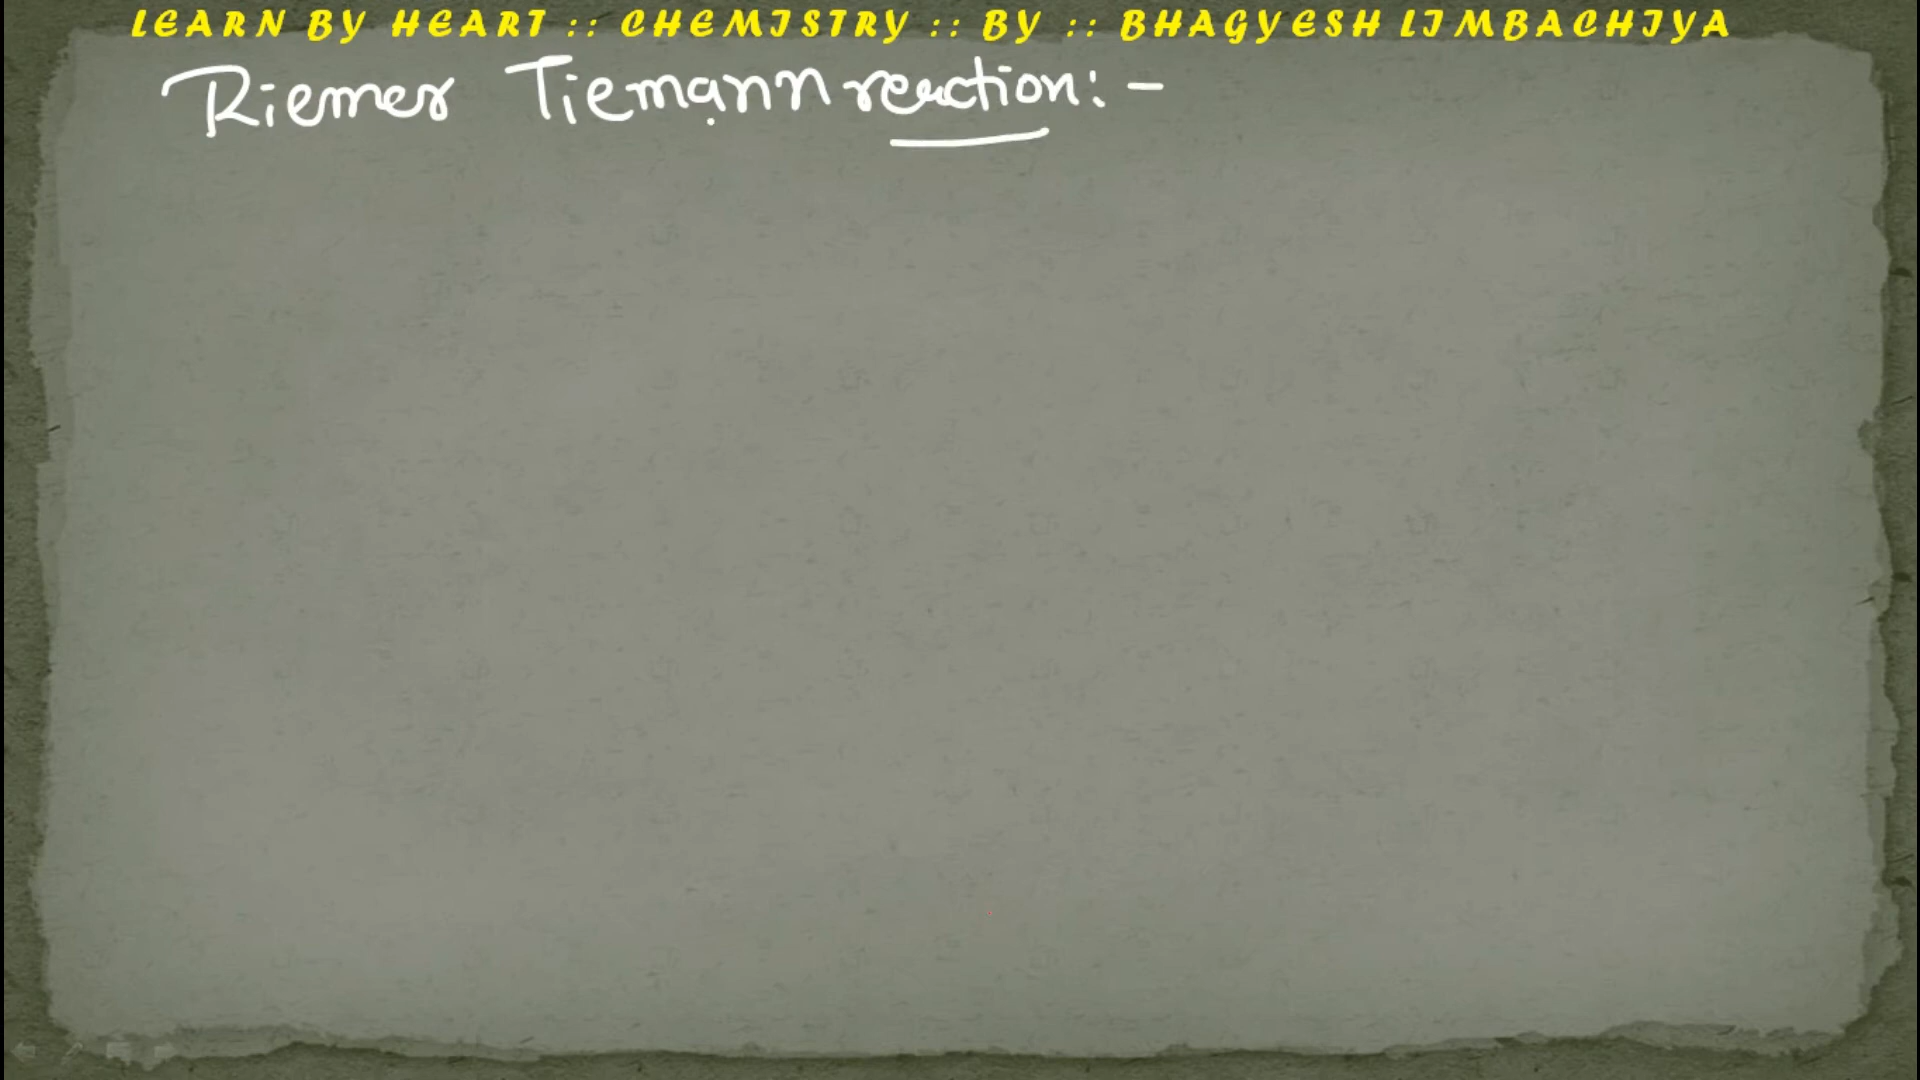 LEARN BY HEART :: CHEMISTRY :: BY :: BHAGYESH LIMBACHIYA
Riemer Tiemann reaction: -